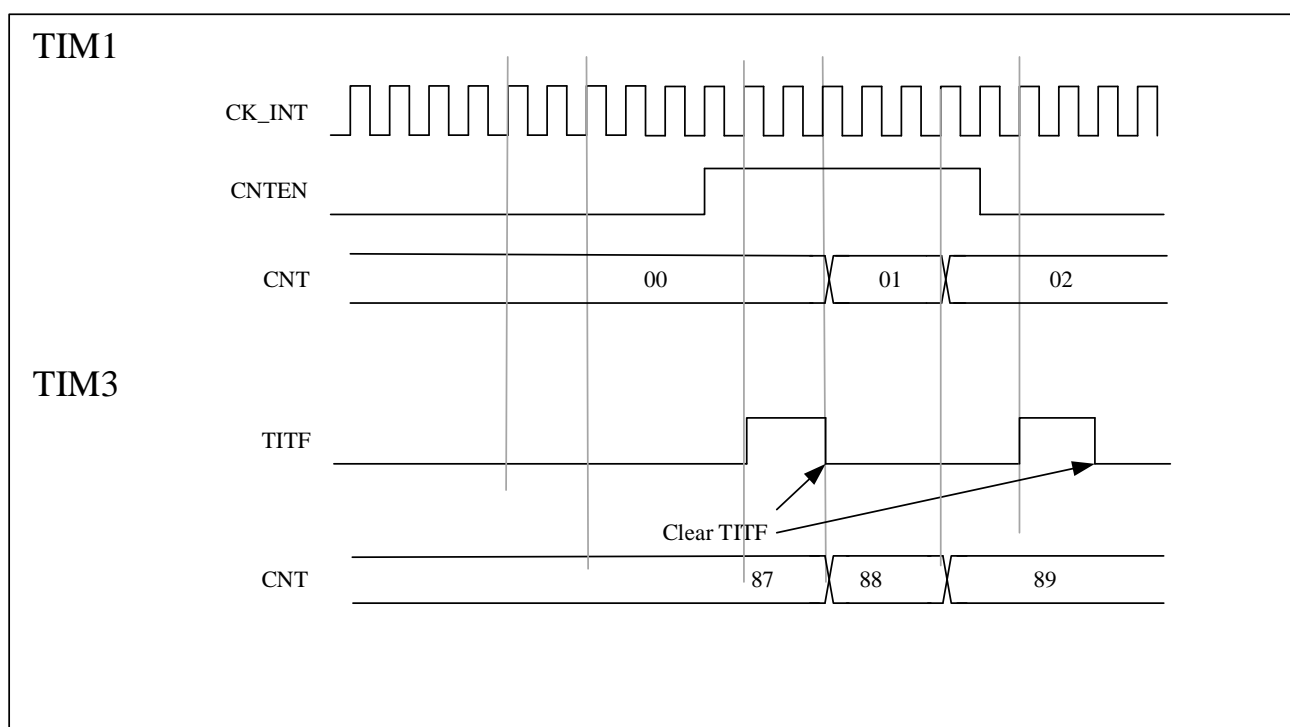 TIM1
CK_INT
CNTEN
CNT 00 01 02
TIM3
TITF
Clear TITF
CNT 87 88 89